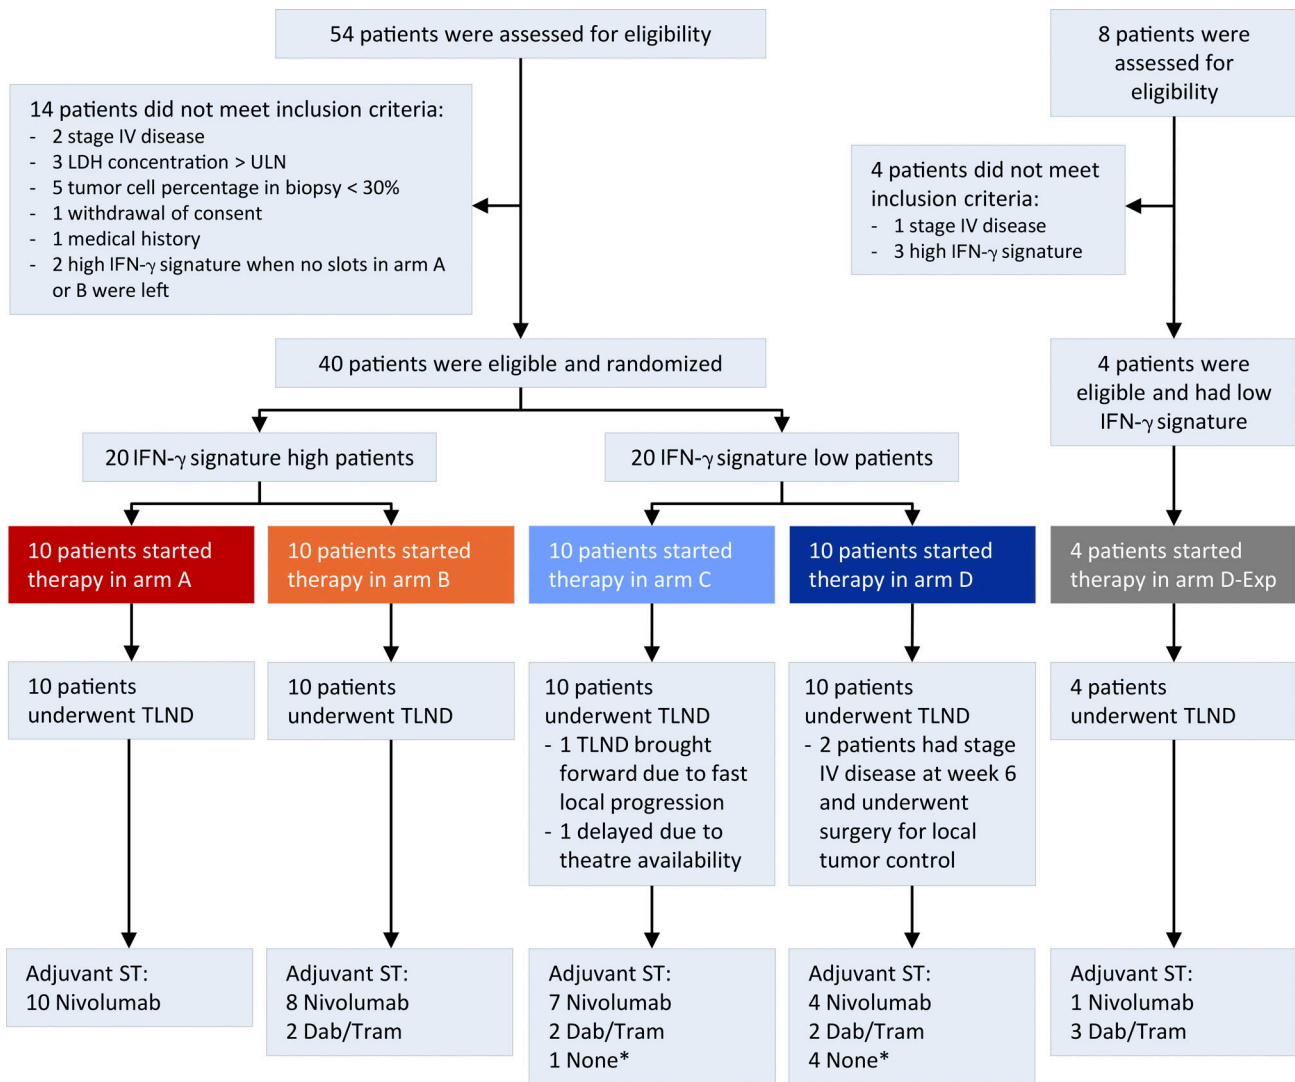 54 patients were assessed for eligibility
8 patients were
assessed for
eligibility
14 patients did not meet inclusion criteria:
- 2 stage IV disease
- 3 LDH concentration > ULN
- 5 tumor cell percentage in biopsy < 30%
- 1 withdrawal of consent
- 1 medical history
- 2 high IFN-γ signature when no slots in arm A
or B were left
4 patients did not meet
inclusion criteria:
- 1 stage IV disease
- 3 high IFN-γ signature
40 patients were eligible and randomized
4 patients were
eligible and had low
IFN-γ signature
20 IFN-γ signature high patients
20 IFN-γ signature low patients
10 patients started
therapy in arm A
10 patients started
therapy in arm B
10 patients started
therapy in arm C
10 patients started
therapy in arm D
4 patients started
therapy in arm D-Exp
10 patients
underwent TLND
10 patients
underwent TLND
10 patients
underwent TLND
- 1 TLND brought
forward due to fast
local progression
- 1 delayed due to
theatre availability
10 patients
underwent TLND
- 2 patients had stage
IV disease at week 6
and underwent
surgery for local
tumor control
4 patients
underwent TLND
Adjuvant ST:
10 Nivolumab
Adjuvant ST:
8 Nivolumab
2 Dab/Tram
Adjuvant ST:
7 Nivolumab
2 Dab/Tram
1 None*
Adjuvant ST:
4 Nivolumab
2 Dab/Tram
4 None*
Adjuvant ST:
1 Nivolumab
3 Dab/Tram